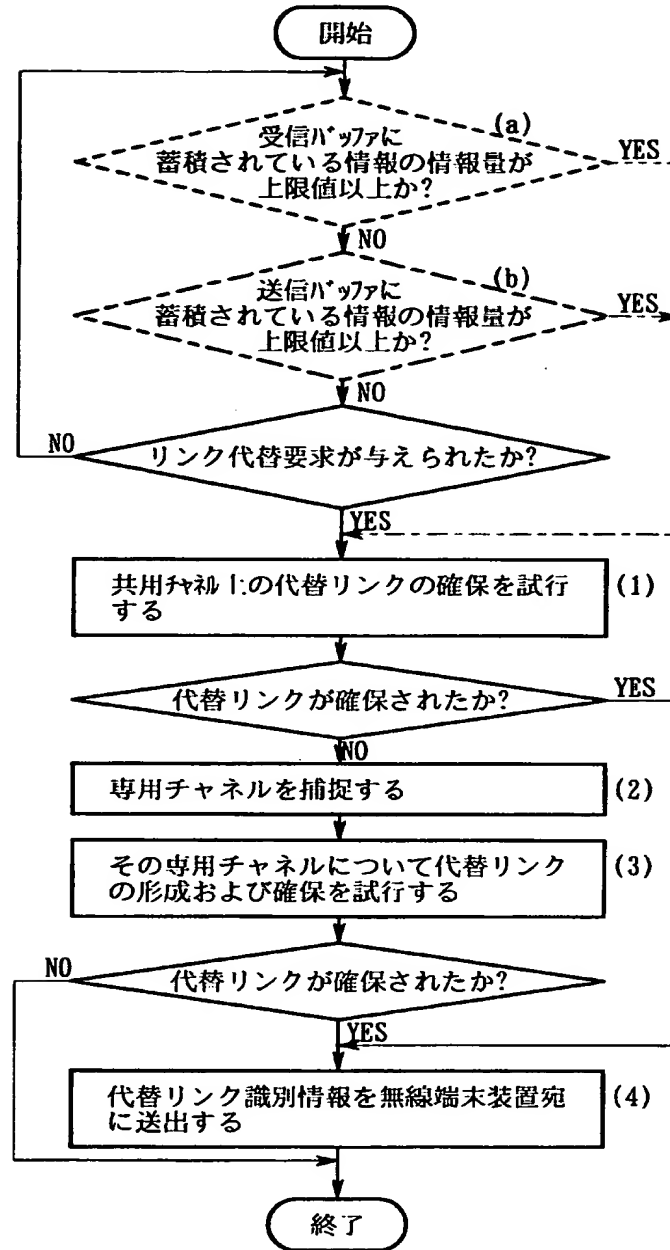 開始
(a)
受信バッファに
蓄積されている情報の情報量が
上限値以上か?
YES
NO
(b)
送信バッファに
蓄積されている情報の情報量が
上限値以上か?
YES
NO
NO
リンク代替要求が与えられたか?
YES
共用チャネル上の代替リンクの確保を試行
する
(1)
代替リンクが確保されたか?
YES
NO
専用チャネルを捕捉する
(2)
その専用チャネルについて代替リンク
の形成および確保を試行する
(3)
NO
代替リンクが確保されたか?
YES
代替リンク識別情報を無線端末装置宛
に送出する
(4)
終了